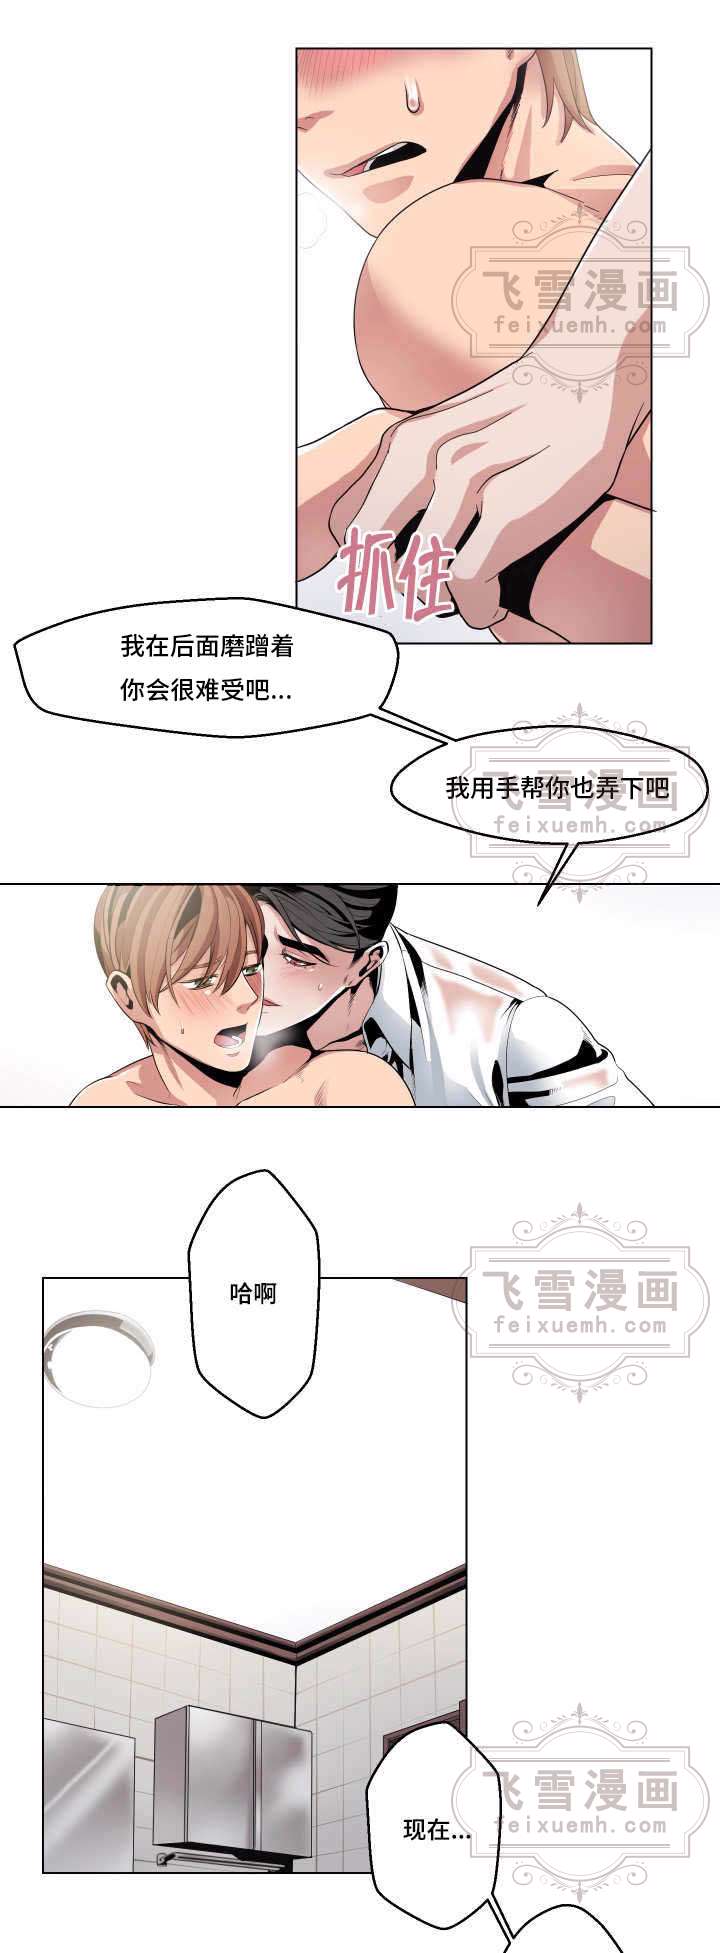 飞雪漫画
feixuemh.com
抓住
我在后面磨蹭着
你会很难受吧...
我用手帮你也弄下吧
飞雪漫画
feixuemh.com
哈啊
飞雪漫画
feixuemh.com
飞雪漫画
feixuemh.com
现在...